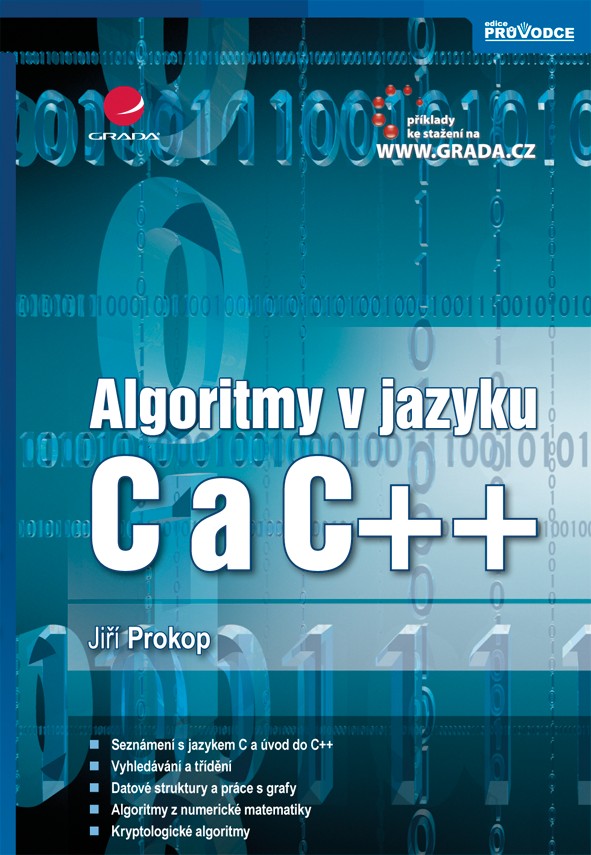 edice
PRŮVODCE
GRADA
příklady
ke stažení na
WWW.GRADA.CZ
Algoritmy v jazyku
C a C++
Jiří Prokop
Seznámení s jazykem C a úvod do C++
Vyhledávání a třídění
Datové struktury a práce s grafy
Algoritmy z numerické matematiky
Kryptologické algoritmy